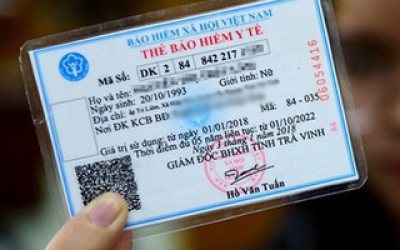 BẢO HIỂM XÃ HỘI VIỆT NAM
THẺ BẢO HIỂM Y TẾ
Mã Số: DK 2 84 842 217
Họ và tên:
Ngày sinh: 20/10/1993 Giới tính: Nữ
Nơi ĐK KCB BĐ Mã: 84 - 035
Giá trị sử dụng: từ ngày 01/01/2018
Thời điểm đủ 05 năm liên tục: từ 01/10/2022
Ngày 3 tháng 1 năm 2018
GIÁM ĐỐC BHXH TỈNH TRÀ VINH
Hồ Văn Tuấn
06054416